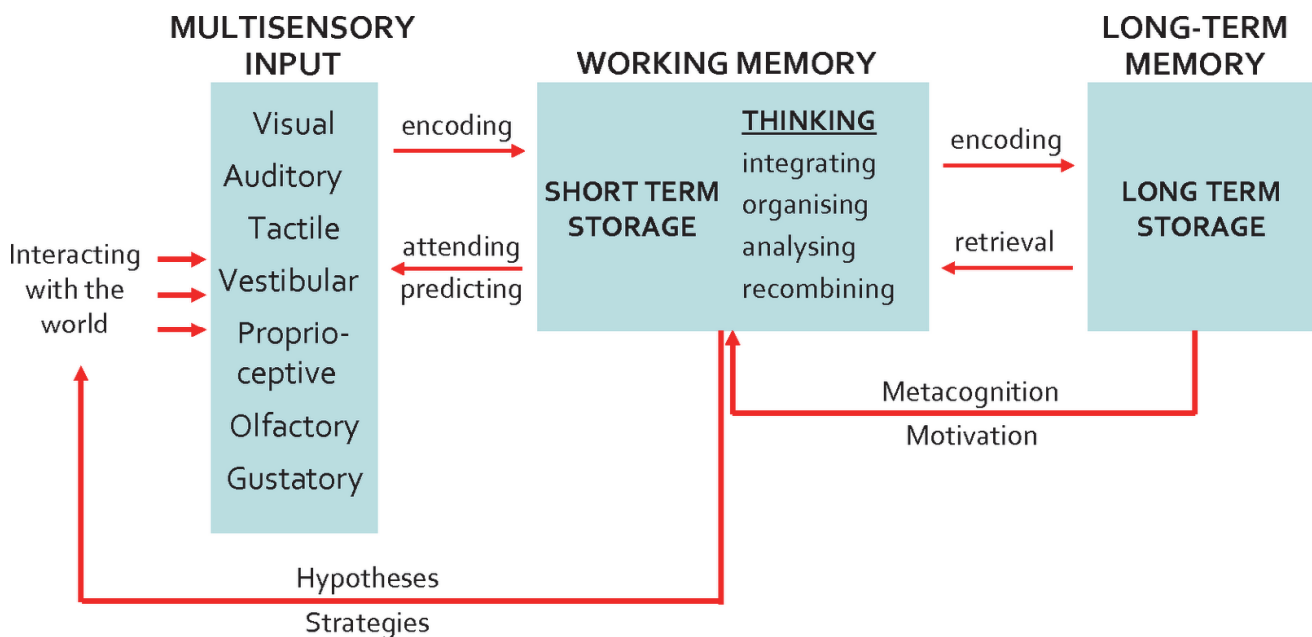 MULTISENSORY
INPUT
WORKING MEMORY
LONG-TERM
MEMORY
Interacting
with the
world
Visual
Auditory
Tactile
Vestibular
Proprio-
ceptive
Olfactory
Gustatory
encoding
attending
predicting
SHORT TERM
STORAGE
THINKING
integrating
organising
analysing
recombining
encoding
retrieval
LONG TERM
STORAGE
Metacognition
Motivation
Hypotheses
Strategies